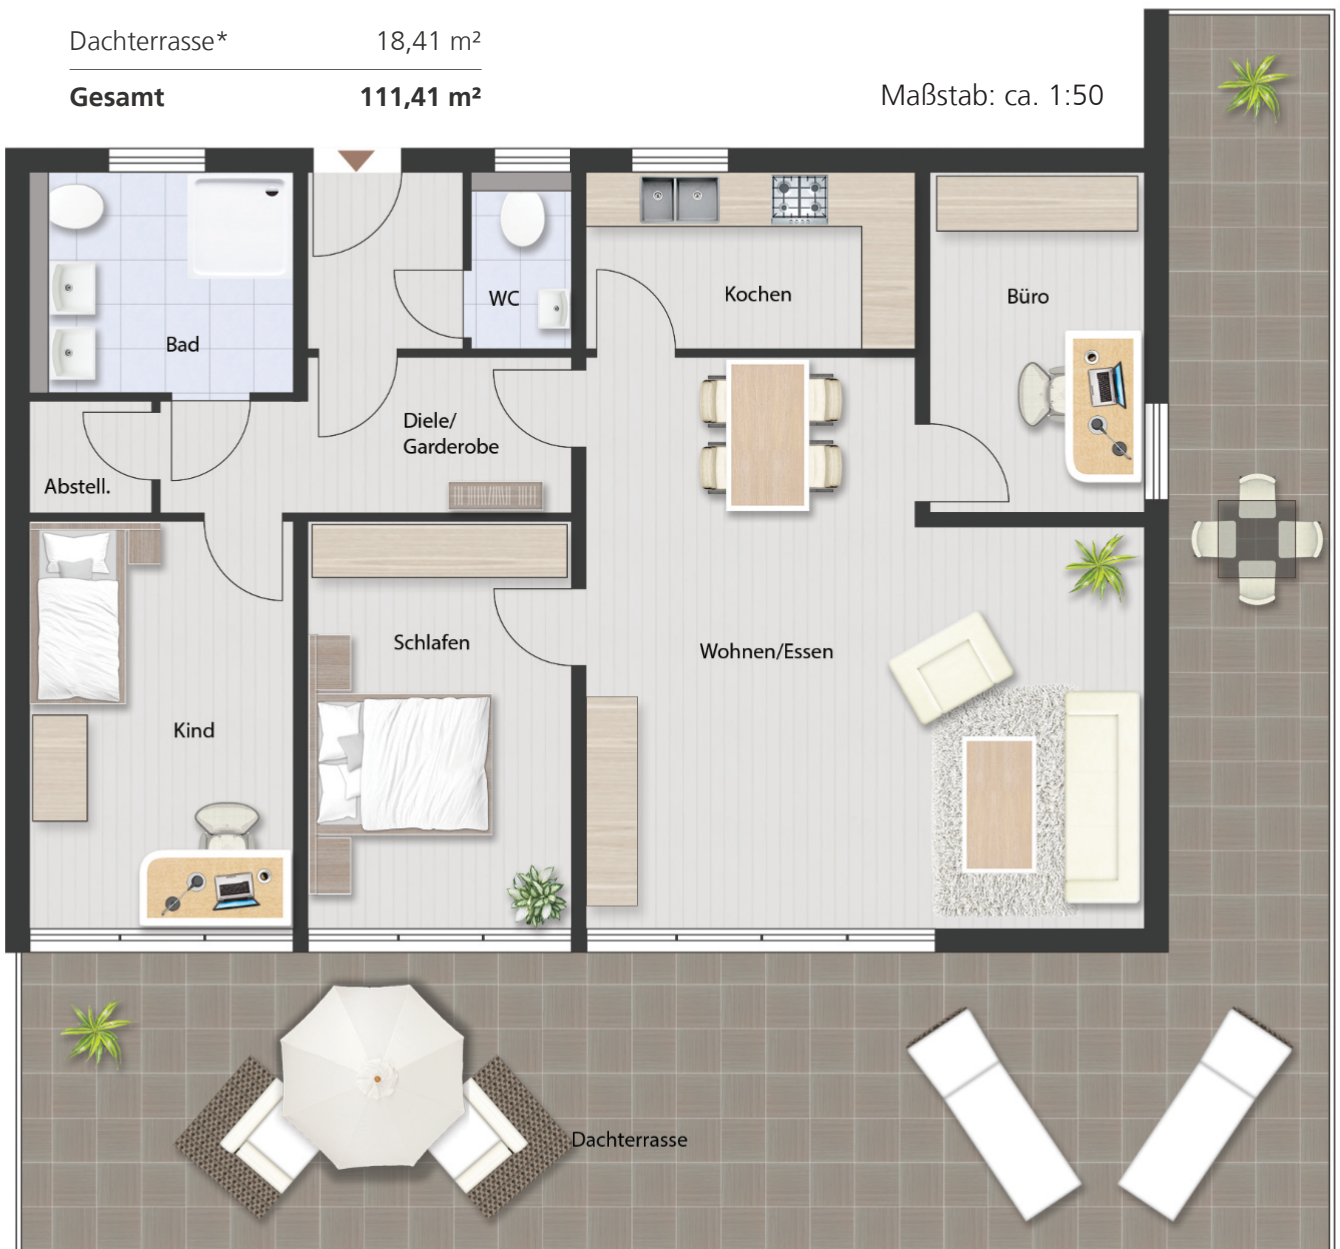 Dachterrasse* 18,41 m²
Gesamt 111,41 m²
Maßstab: ca. 1:50
WC
Kochen
Büro
Bad
Diele/
Garderobe
Abstell.
Schlafen
Wohnen/Essen
Kind
Dachterrasse